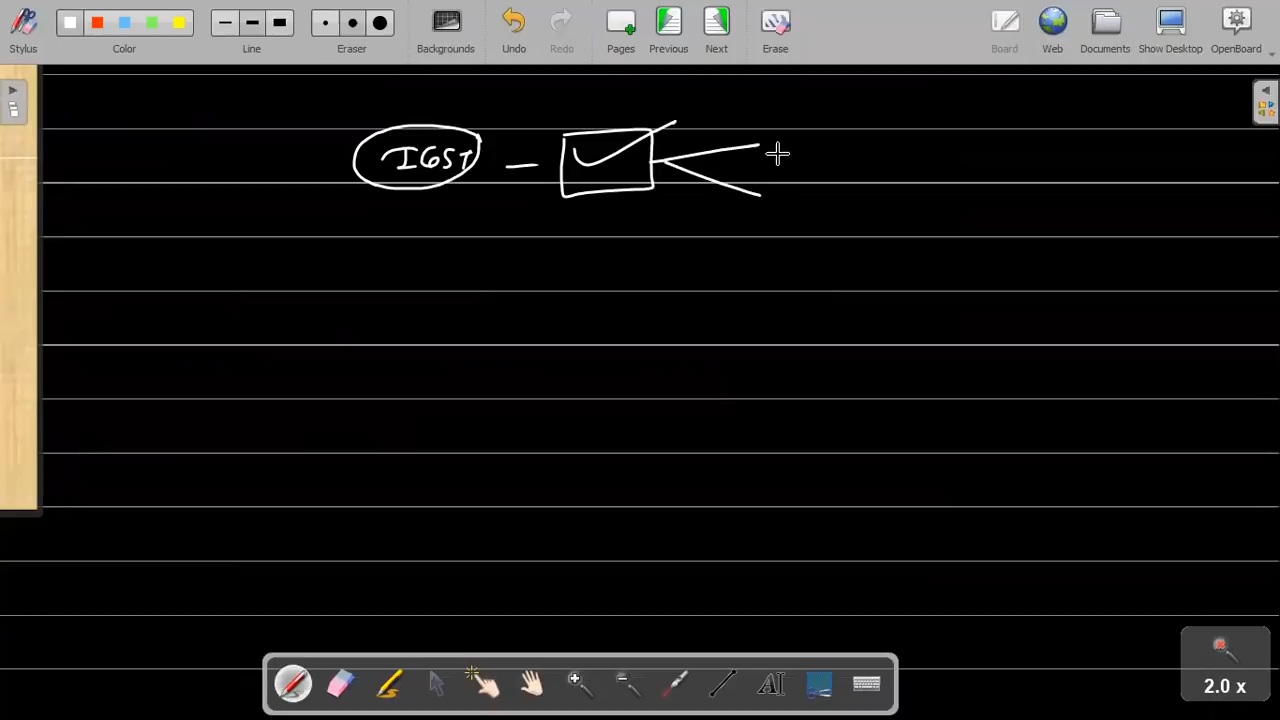 Stylus Color Line Eraser Backgrounds Undo Redo Pages Previous Next Erase Board Web Documents Show Desktop OpenBoard
IGST -
AI
2.0 x